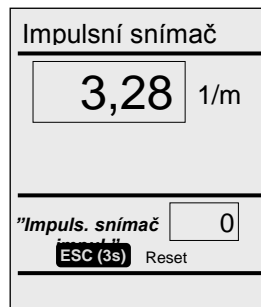 Impulsní snímač
3,28 1/m
”Impuls. snímač 0
ESC (3s) Reset